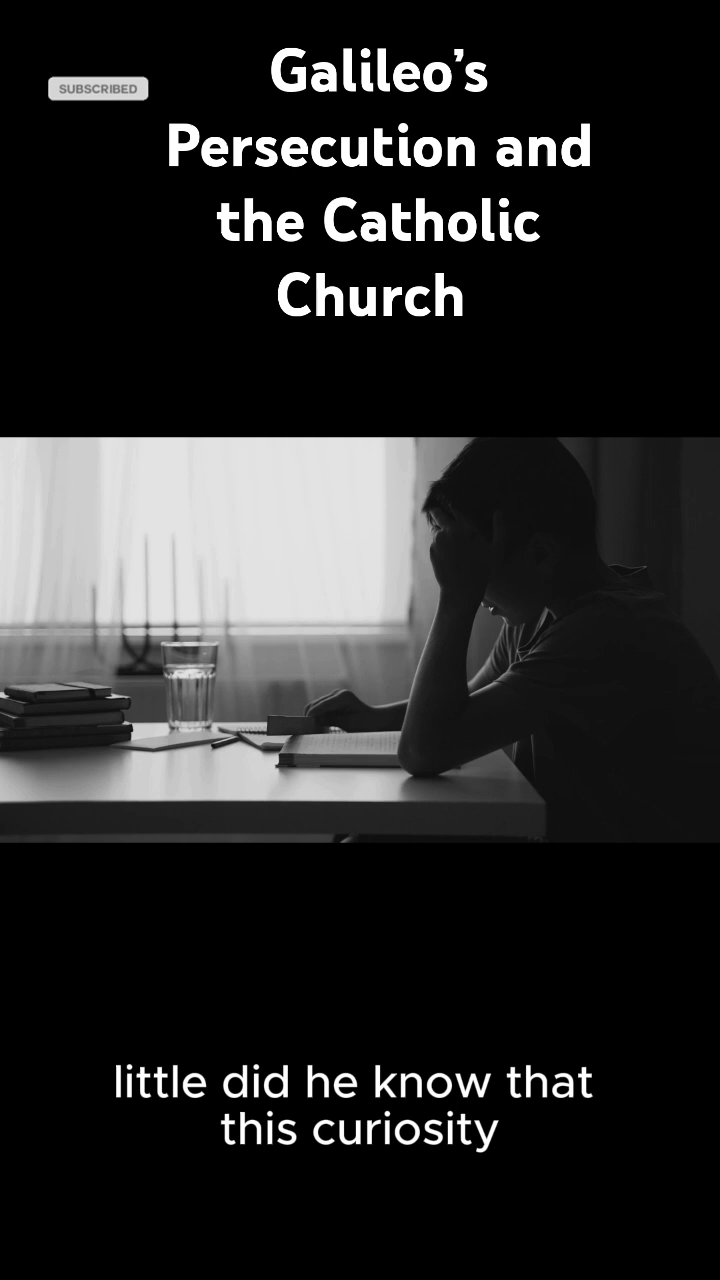 Galileo’s
SUBSCRIBED
Persecution and
the Catholic
Church
little did he know that
this curiosity